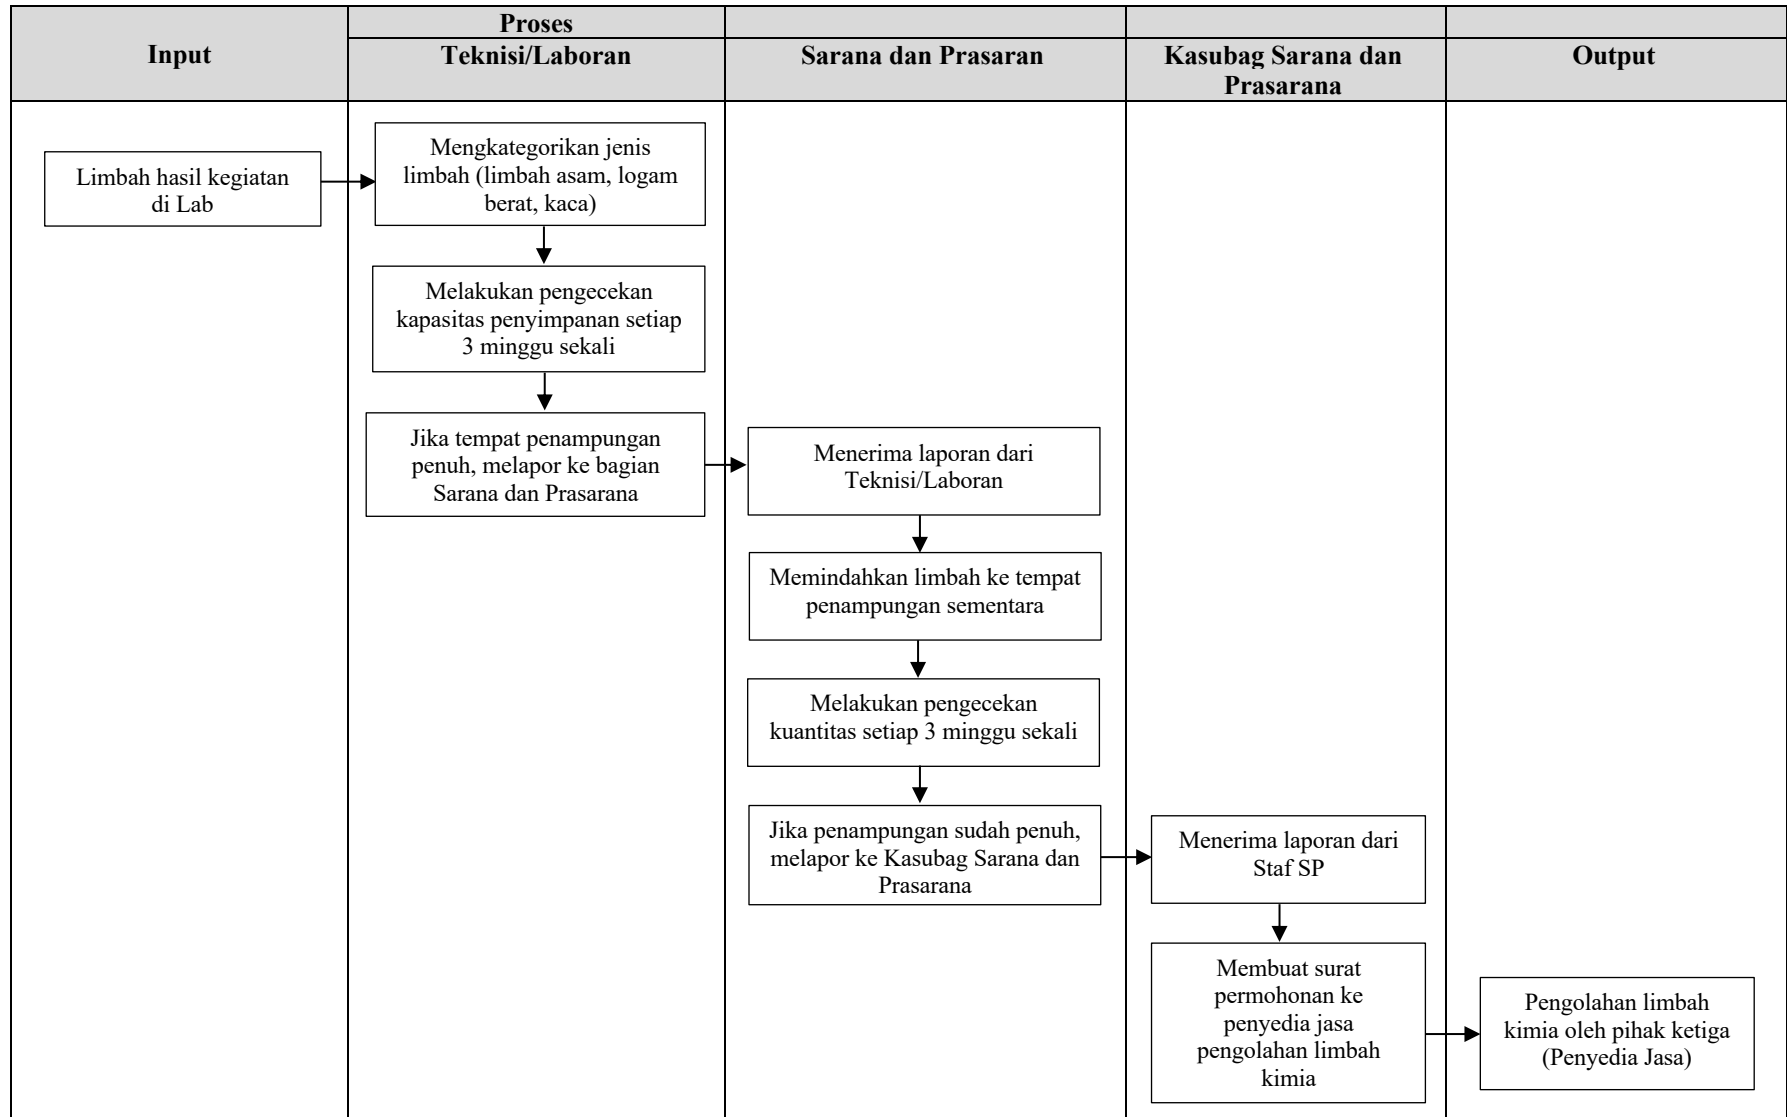 Proses
Input
Teknisi/Laboran
Sarana dan Prasaran
Kasubag Sarana dan
Prasarana
Output
Limbah hasil kegiatan
di Lab
Mengkategorikan jenis
limbah (limbah asam, logam
berat, kaca)
Melakukan pengecekan
kapasitas penyimpanan setiap
3 minggu sekali
Jika tempat penampungan
penuh, melapor ke bagian
Sarana dan Prasarana
Menerima laporan dari
Teknisi/Laboran
Memindahkan limbah ke tempat
penampungan sementara
Melakukan pengecekan
kuantitas setiap 3 minggu sekali
Jika penampungan sudah penuh,
melapor ke Kasubag Sarana dan
Prasarana
Menerima laporan dari
Staf SP
Membuat surat
permohonan ke
penyedia jasa
pengolahan limbah
kimia
Pengolahan limbah
kimia oleh pihak ketiga
(Penyedia Jasa)